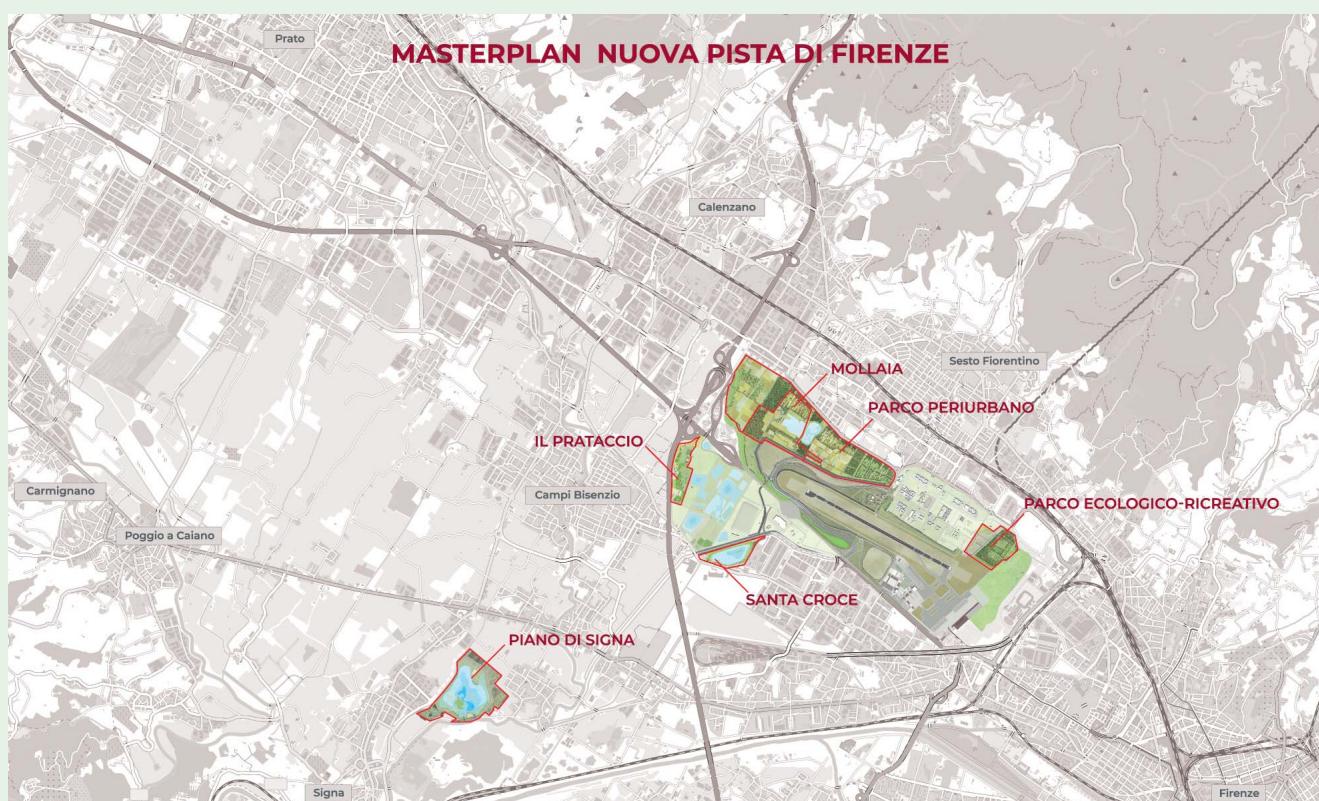 Prato
MASTERPLAN NUOVA PISTA DI FIRENZE
Calenzano
Sesto Fiorentino
MOLLAIA
PARCO PERIURBANO
IL PRATACCIO
Carmignano
Campi Bisenzio
PARCO ECOLOGICO-RICREATIVO
Poggio a Caiano
SANTA CROCE
PIANO DI SIGNA
Signa
Firenze